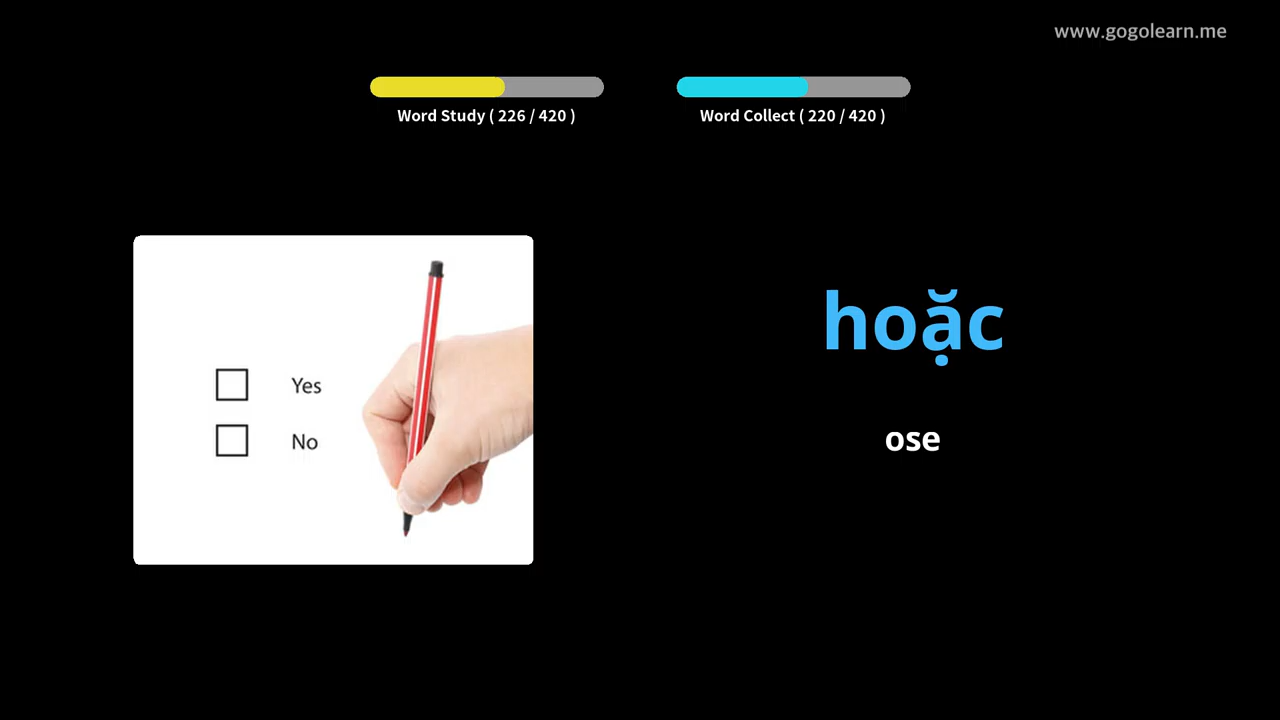 www.gogolearn.me
Word Study ( 226 / 420 )
Word Collect ( 220 / 420 )
Yes
No
hoặc
ose